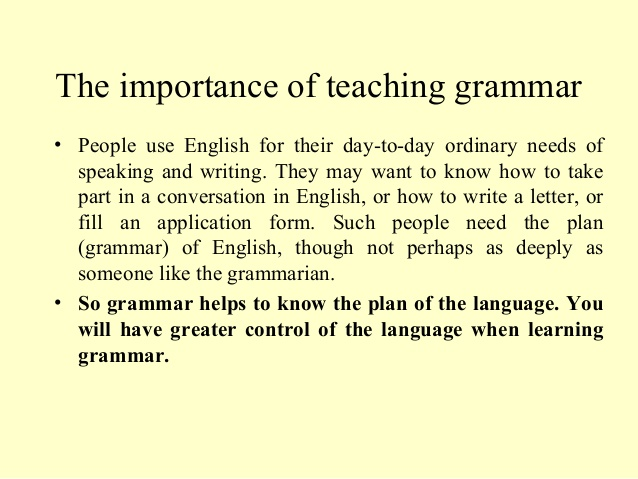 The importance of teaching grammar
• People use English for their day-to-day ordinary needs of
speaking and writing. They may want to know how to take
part in a conversation in English, or how to write a letter, or
fill an application form. Such people need the plan
(grammar) of English, though not perhaps as deeply as
someone like the grammarian.
• So grammar helps to know the plan of the language. You
will have greater control of the language when learning
grammar.